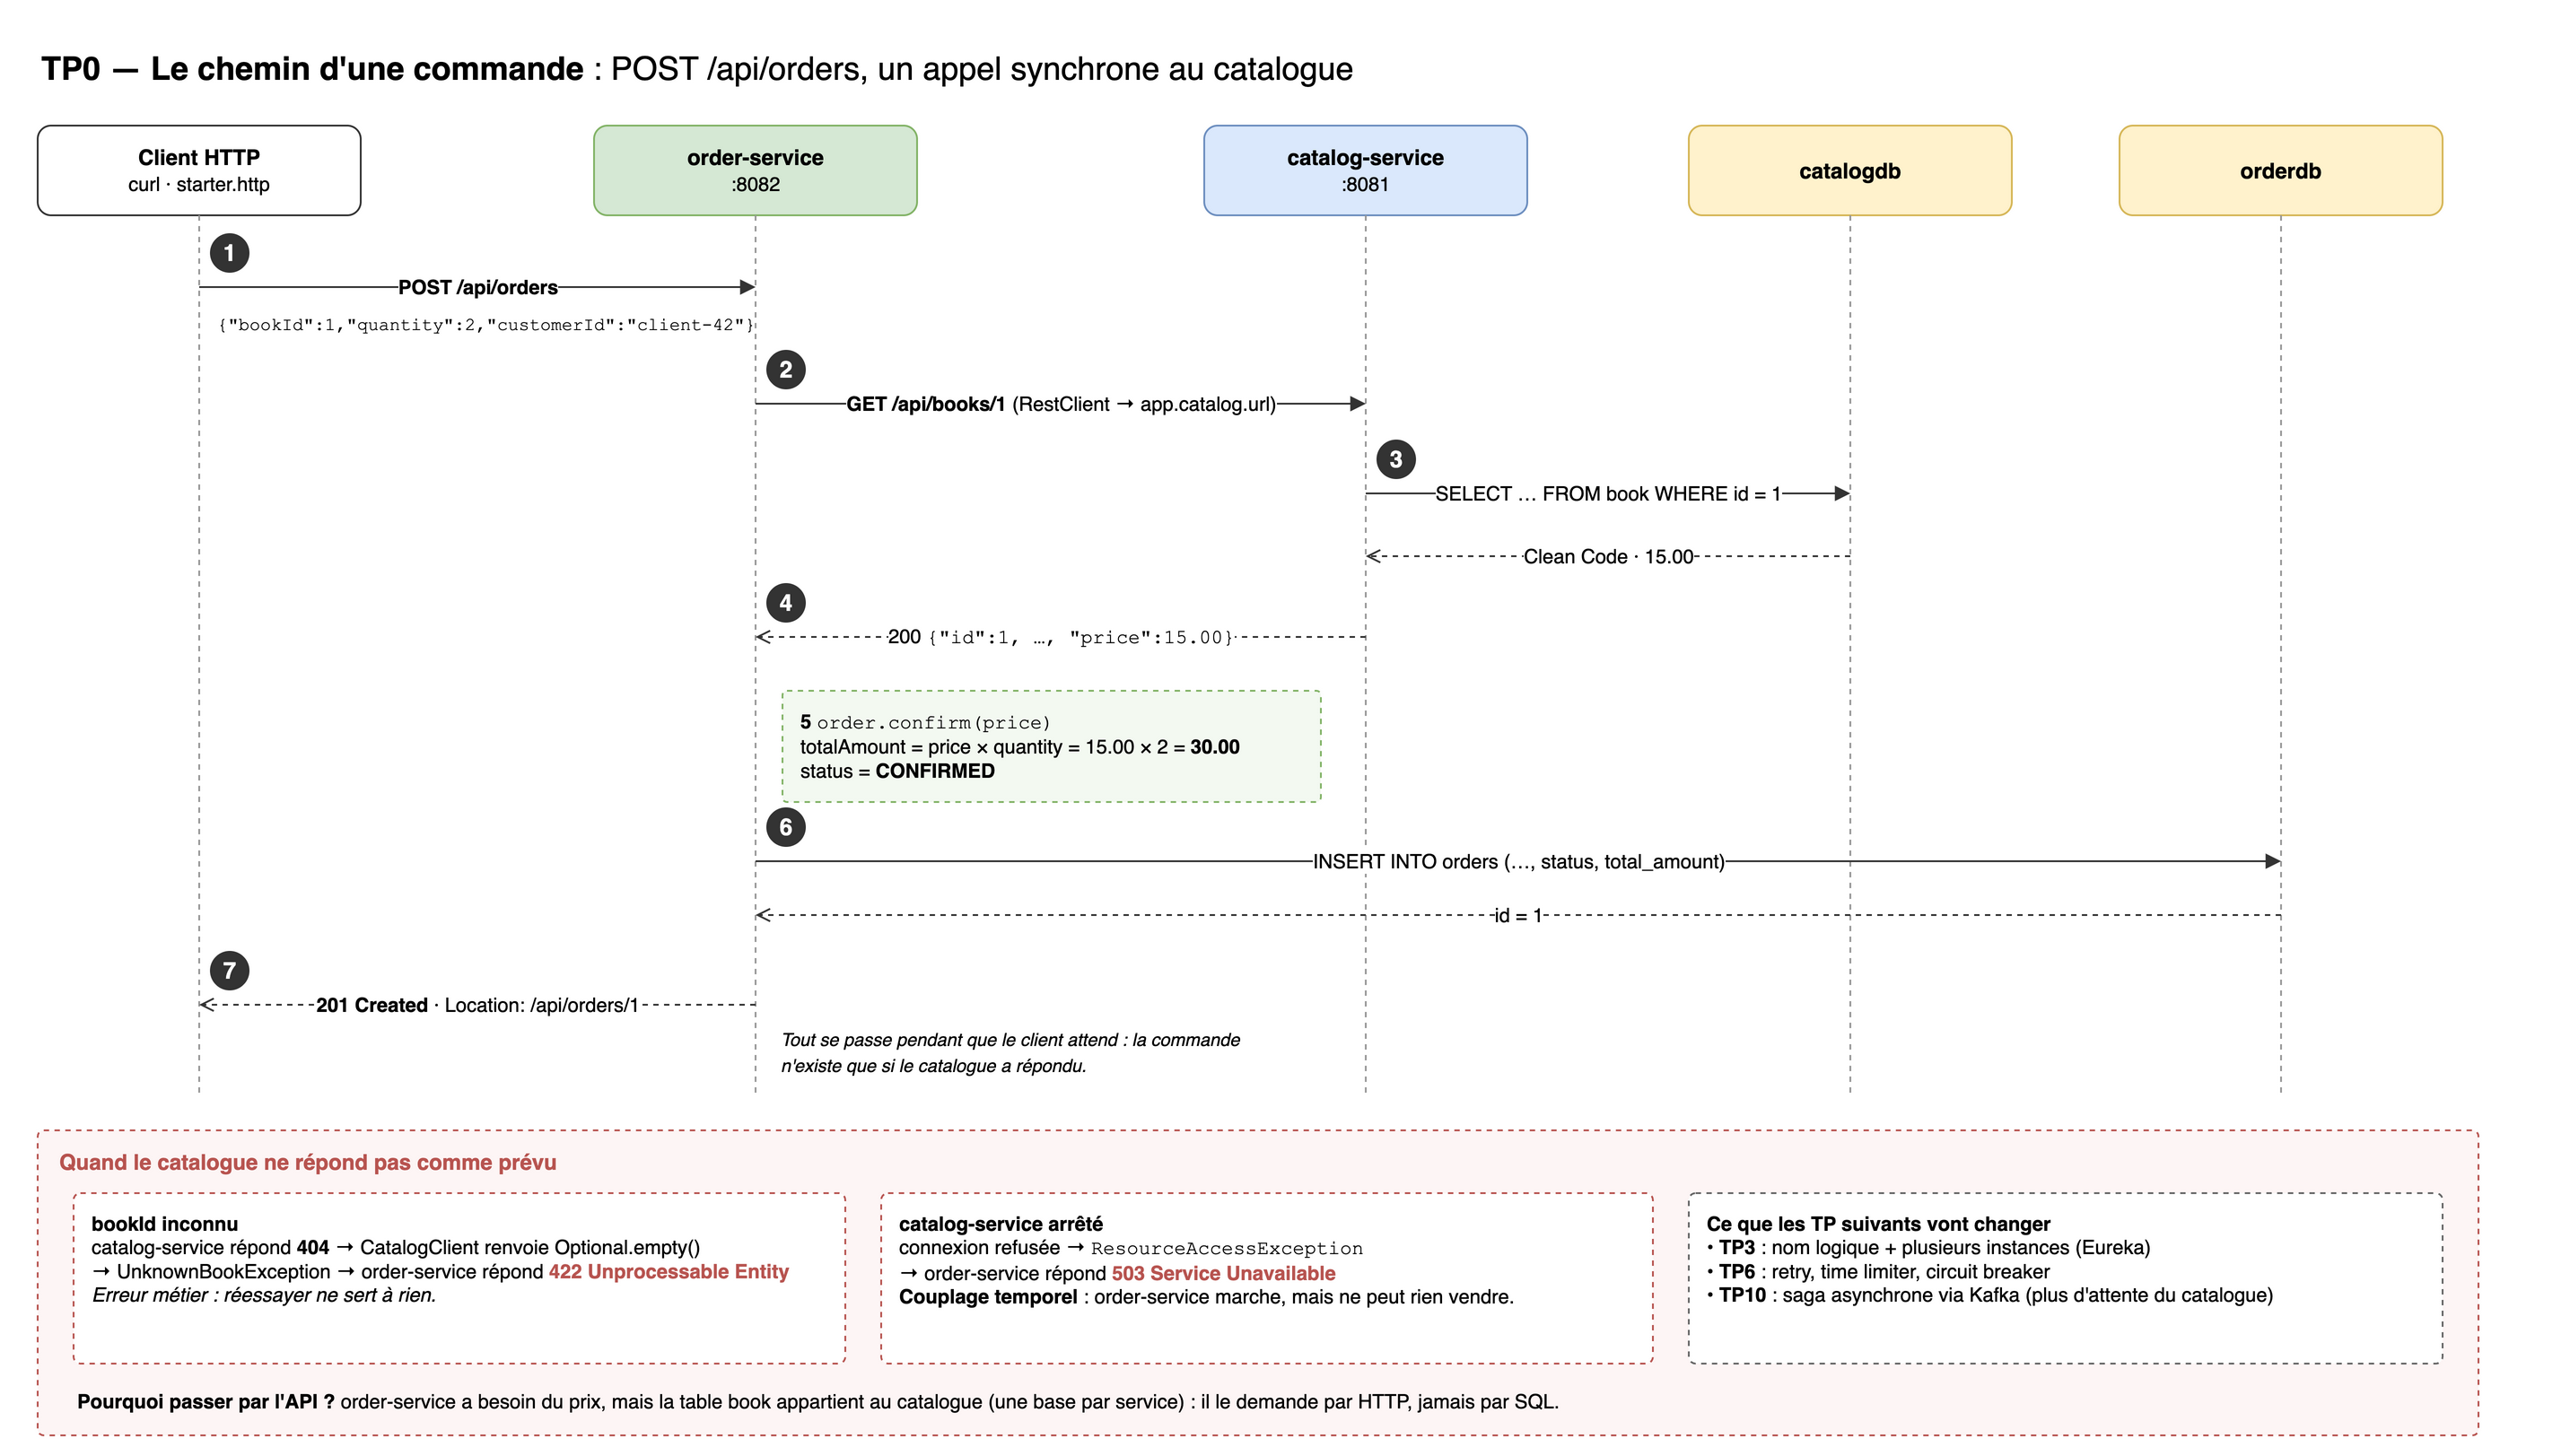 TP0 — Le chemin d'une commande : POST /api/orders, un appel synchrone au catalogue
Client HTTP
curl · starter.http
order-service
:8082
catalog-service
:8081
catalogdb
orderdb
1
POST /api/orders
{"bookId":1,"quantity":2,"customerId":"client-42"}
2
GET /api/books/1 (RestClient → app.catalog.url)
3
SELECT … FROM book WHERE id = 1
Clean Code · 15.00
4
200 {"id":1, …, "price":15.00}
5 order.confirm(price)
totalAmount = price × quantity = 15.00 × 2 = 30.00
status = CONFIRMED
6
INSERT INTO orders (…, status, total_amount)
id = 1
7
201 Created · Location: /api/orders/1
Tout se passe pendant que le client attend : la commande
n'existe que si le catalogue a répondu.
Quand le catalogue ne répond pas comme prévu
bookId inconnu
catalog-service répond 404 → CatalogClient renvoie Optional.empty()
→ UnknownBookException → order-service répond 422 Unprocessable Entity
Erreur métier : réessayer ne sert à rien.
catalog-service arrêté
connexion refusée → ResourceAccessException
→ order-service répond 503 Service Unavailable
Couplage temporel : order-service marche, mais ne peut rien vendre.
Ce que les TP suivants vont changer
• TP3 : nom logique + plusieurs instances (Eureka)
• TP6 : retry, time limiter, circuit breaker
• TP10 : saga asynchrone via Kafka (plus d'attente du catalogue)
Pourquoi passer par l'API ? order-service a besoin du prix, mais la table book appartient au catalogue (une base par service) : il le demande par HTTP, jamais par SQL.